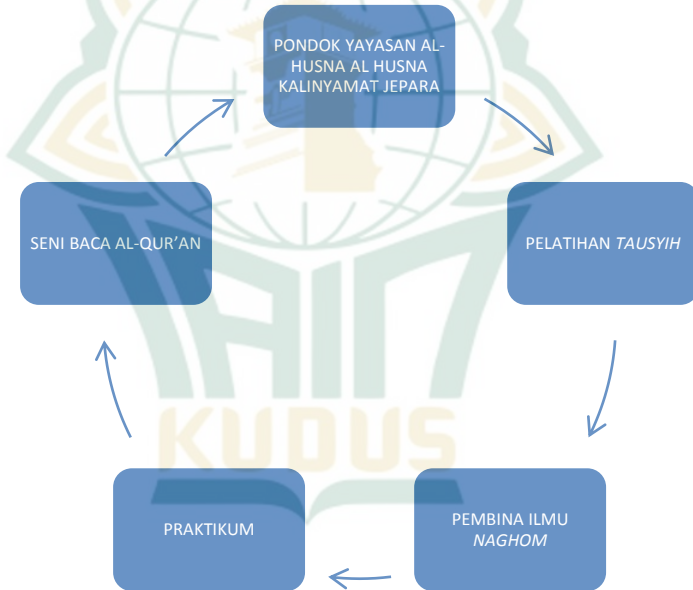 PONDOK YAYASAN AL-
HUSNA AL HUSNA
KALINYAMAT JEPARA
PELATIHAN TAUSYIH
PEMBINA ILMU
NAGHOM
PRAKTIKUM
SENI BACA AL-QUR’AN
IAIN
KUDUS